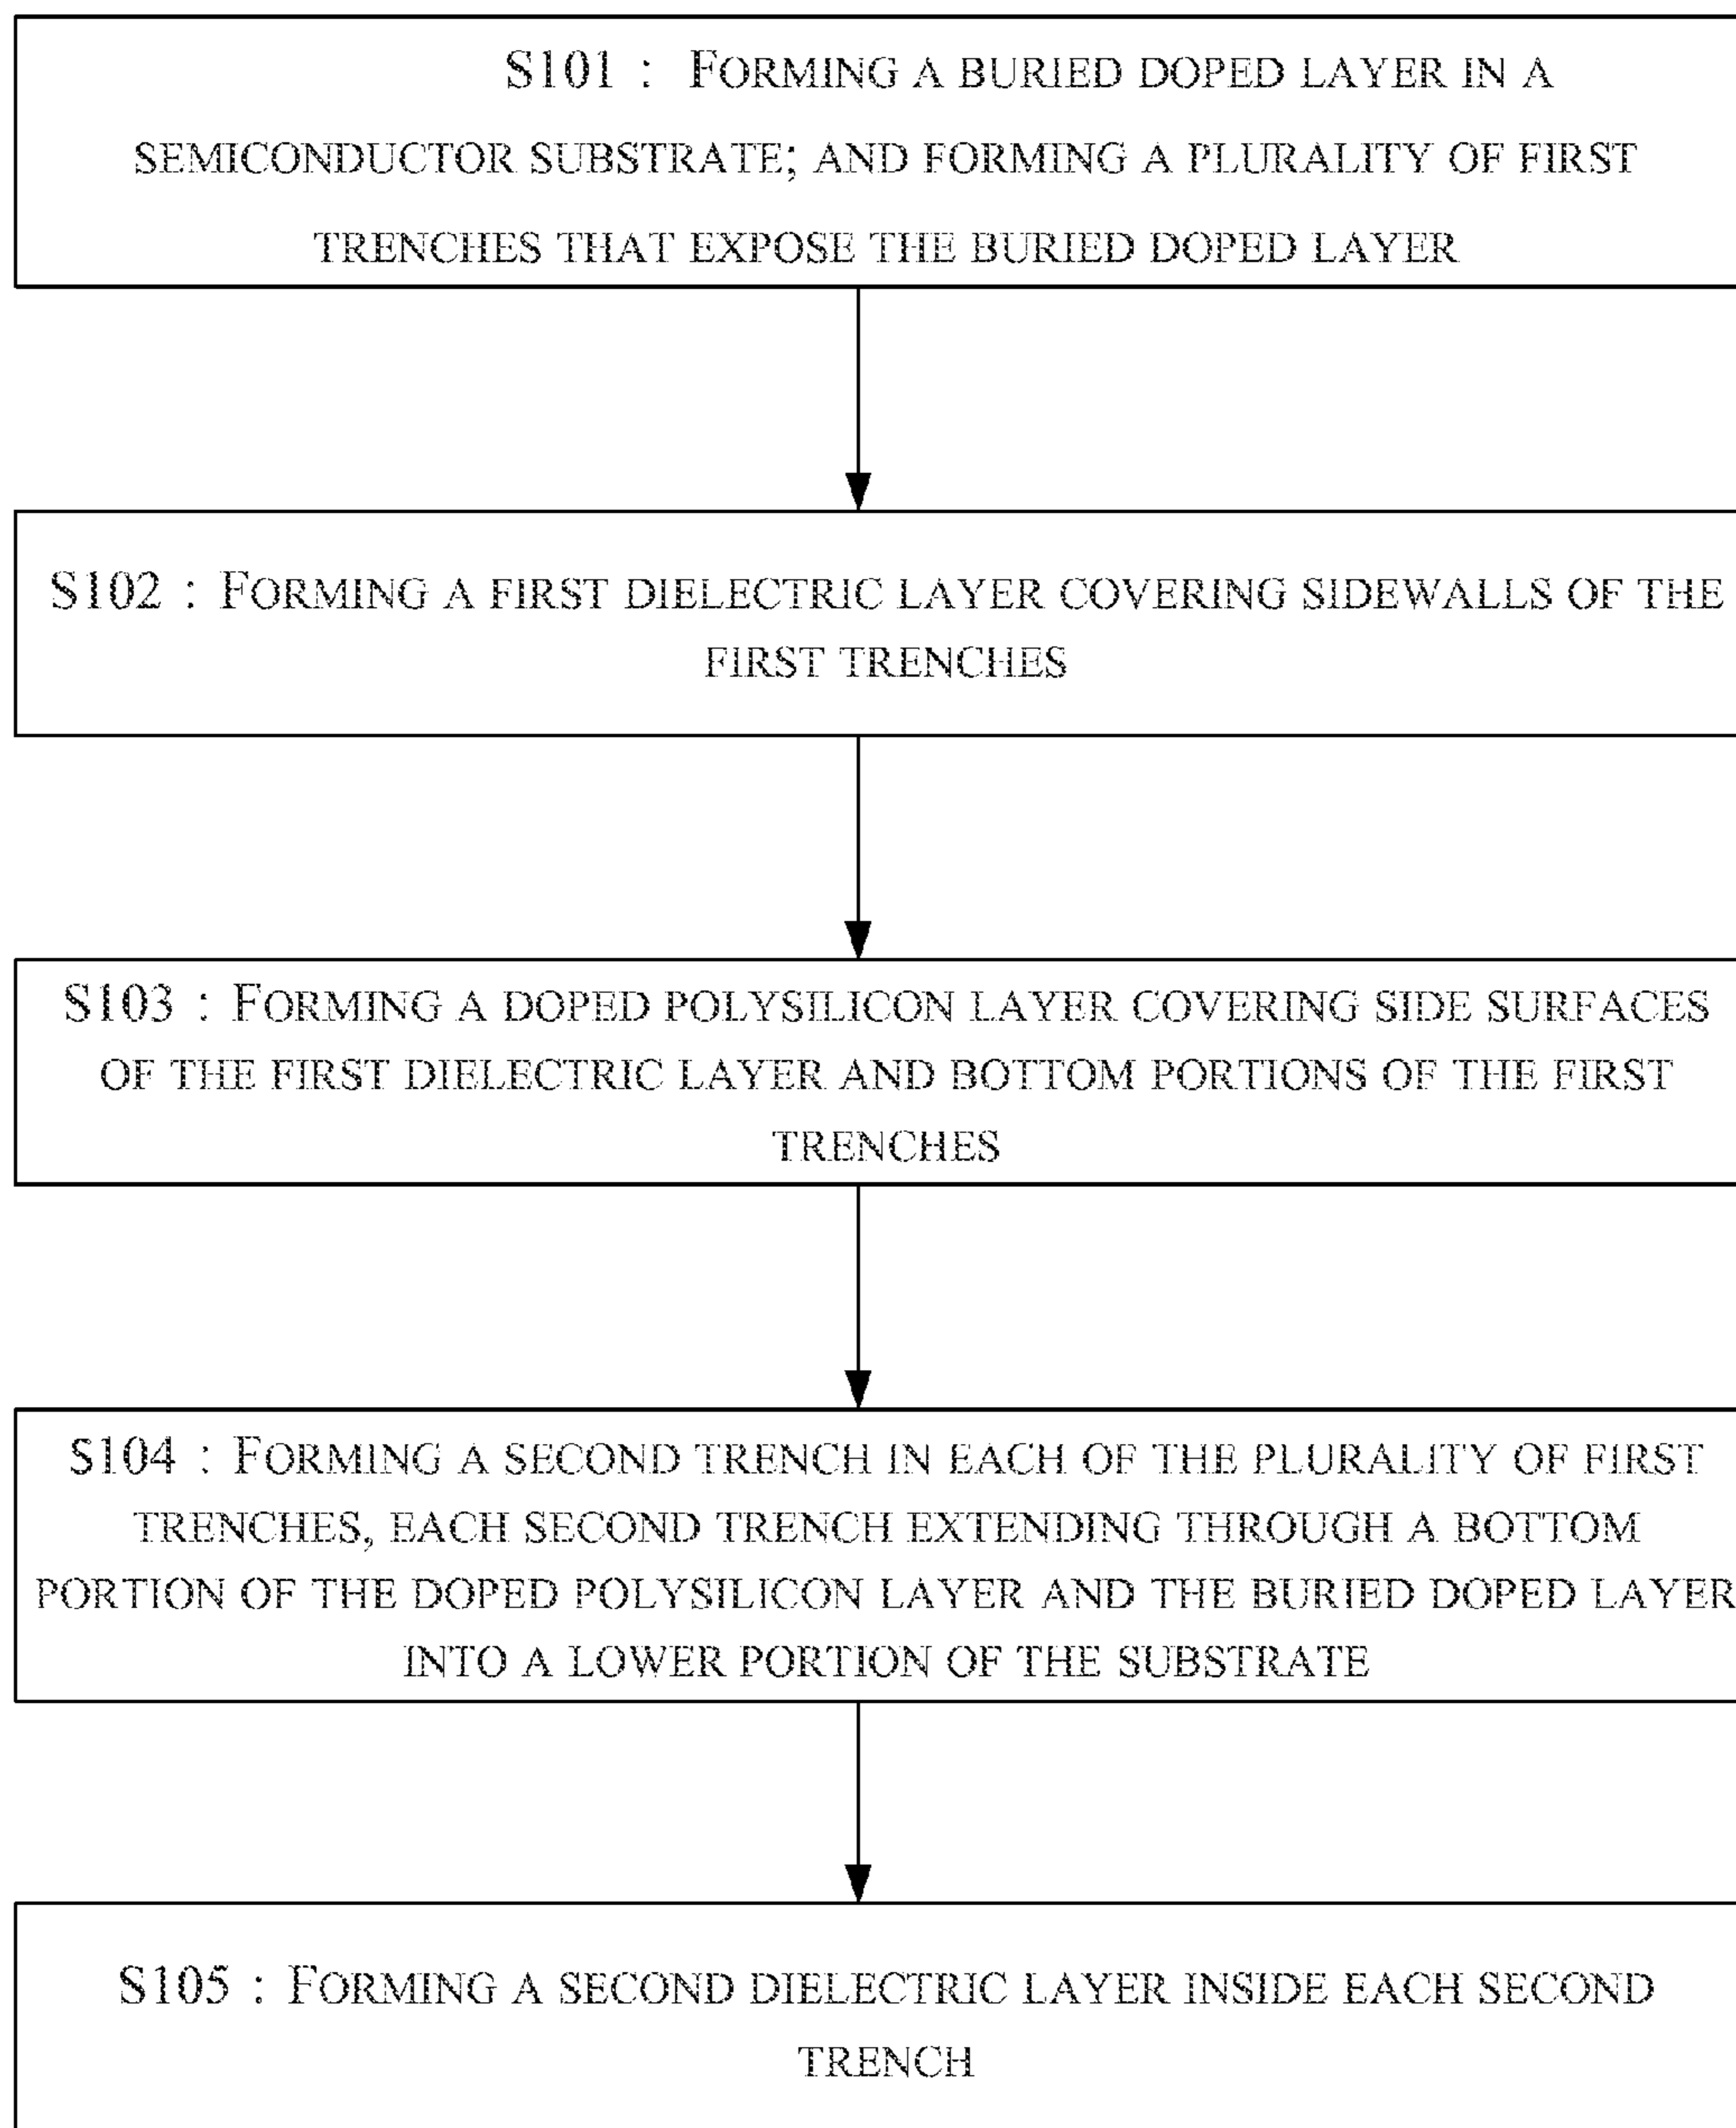 S101 : FORMING A BURIED DOPED LAYER IN A
SEMICONDUCTOR SUBSTRATE; AND FORMING A PLURALITY OF FIRST
TRENCHES THAT EXPOSE THE BURIED DOPED LAYER
S102 : FORMING A FIRST DIELECTRIC LAYER COVERING SIDEWALLS OF THE
FIRST TRENCHES
S103 : FORMING A DOPED POLYSILICON LAYER COVERING SIDE SURFACES
OF THE FIRST DIELECTRIC LAYER AND BOTTOM PORTIONS OF THE FIRST
TRENCHES
S104 : FORMING A SECOND TRENCH IN EACH OF THE PLURALITY OF FIRST
TRENCHES, EACH SECOND TRENCH EXTENDING THROUGH A BOTTOM
PORTION OF THE DOPED POLYSILICON LAYER AND THE BURIED DOPED LAYER
INTO A LOWER PORTION OF THE SUBSTRATE
S105 : FORMING A SECOND DIELECTRIC LAYER INSIDE EACH SECOND
TRENCH